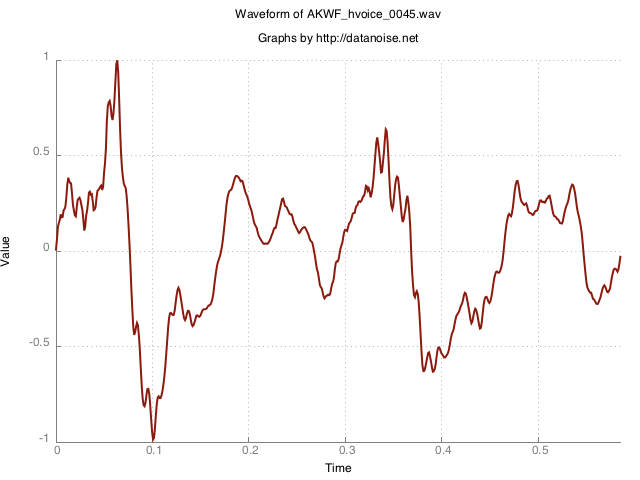 Waveform of AKWF_hvoice_0045.wav
Graphs by http://datanoise.net
1
0.5
0
-0.5
-1
Value
0 0.1 0.2 0.3 0.4 0.5
Time